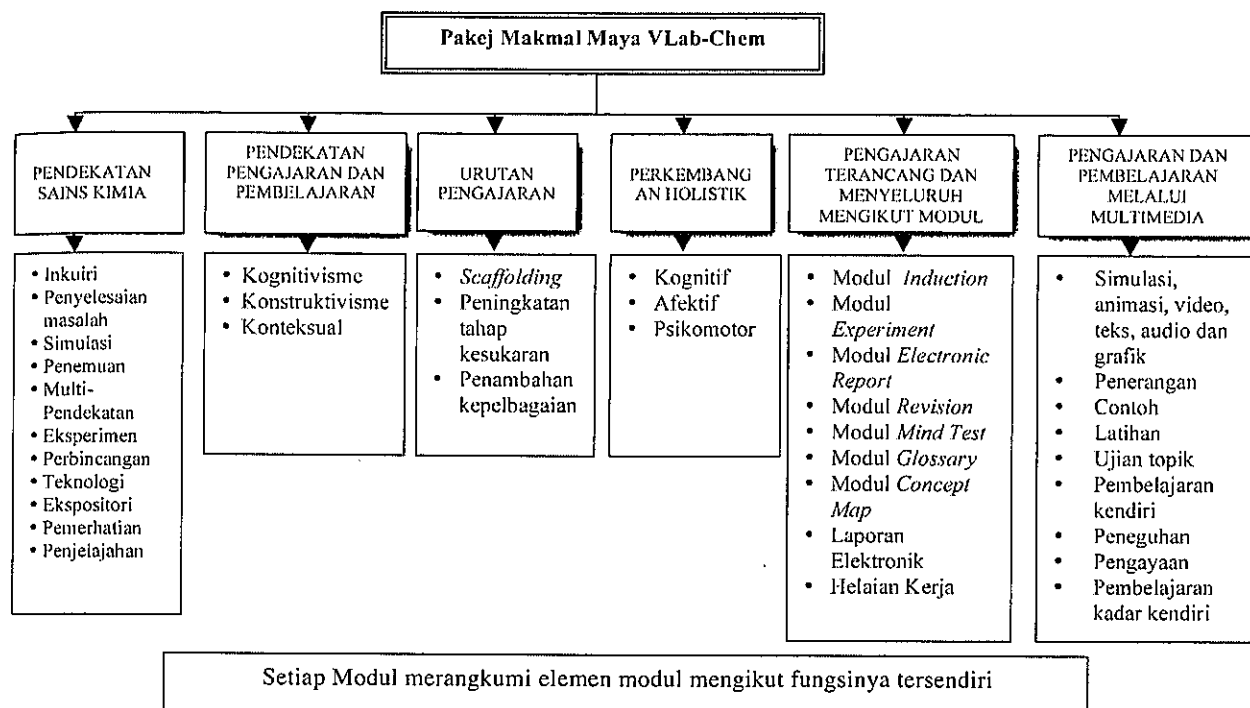 Pakej Makmal Maya VLab-Chem
PENDEKATAN
SAINS KIMIA
PENDEKATAN
PENGAJARAN DAN
PEMBELAJARAN
URUTAN
PENGAJARAN
PERKEMBANG
AN HOLISTIK
PENGAJARAN
TERANCANG DAN
MENYELURUH
MENGIKUT MODUL
PENGAJARAN DAN
PEMBELAJARAN
MELALUI
MULTIMEDIA
• Inkuiri
• Penyelesaian
masalah
• Simulasi
• Penemuan
• Multi-
Pendekatan
• Eksperimen
• Perbincangan
• Teknologi
• Ekspositori
• Pemerhatian
• Penjelajahan
• Kognitivisme
• Konstruktivisme
• Konteksual
• Scaffolding
• Peningkatan
tahap
kesukaran
• Penambahan
kepelbagaian
• Kognitif
• Afektif
• Psikomotor
• Modul Induction
• Modul
Experiment
• Modul Electronic
Report
• Modul Revision
• Modul Mind Test
• Modul Glossary
• Modul Concept
Map
• Laporan
Elektronik
• Helaian Kerja
• Simulasi,
animasi, video,
teks, audio dan
grafik
• Penerangan
• Contoh
• Latihan
• Ujian topik
• Pembelajaran
kendiri
• Peneguhan
• Pengayaan
• Pembelajaran
kadar kendiri
Setiap Modul merangkumi elemen modul mengikut fungsinya tersendiri